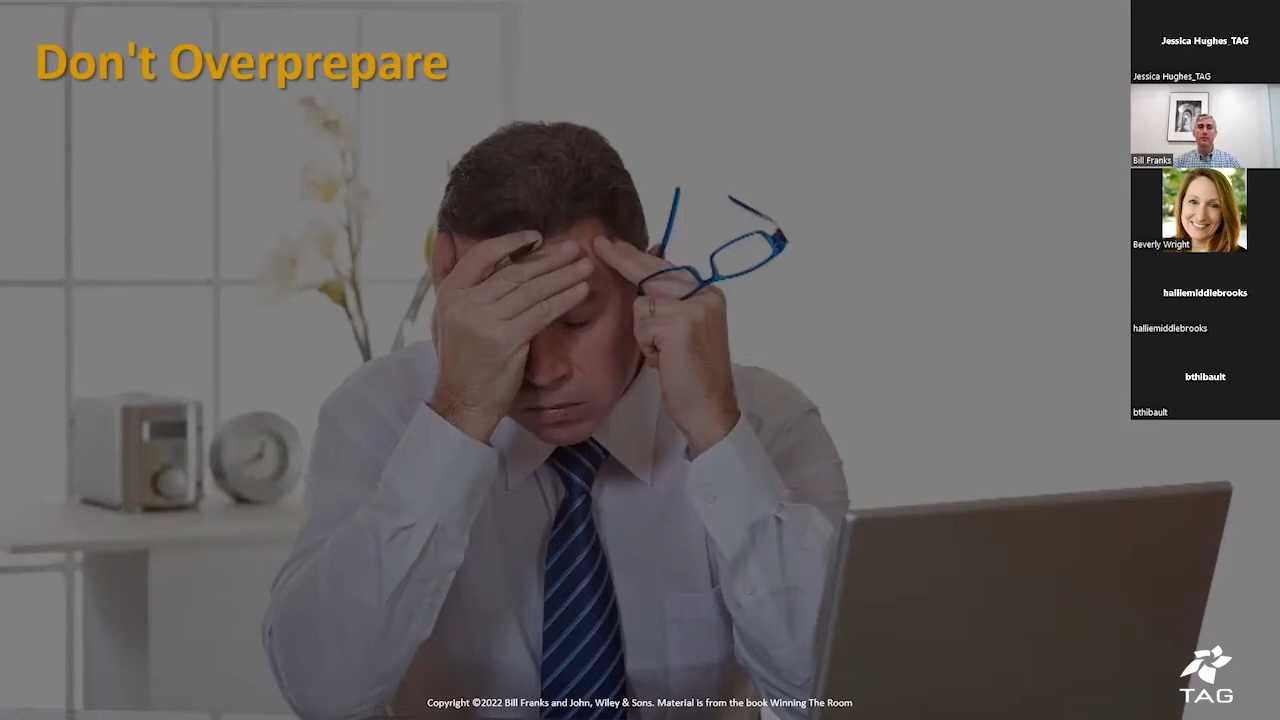 Don't Overprepare
Jessica Hughes_TAG
Jessica Hughes_TAG
Bill Franks
Beverly Wright
halliemiddlebrooks
halliemiddlebrooks
bthibault
bthibault
TAG
Copyright ©2022 Bill Franks and John, Wiley & Sons. Material is from the book Winning The Room